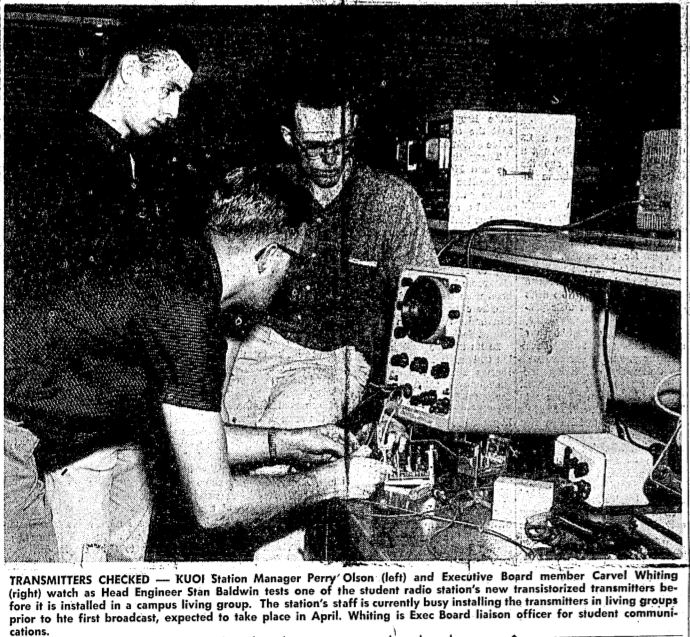 TRANSMITTERS CHECKED — KUOI Station Manager Perry Olson (left) and Executive Board member Carvel Whiting
(right) watch as Head Engineer Stan Baldwin tests one of the student radio station's new transistorized transmitters be-
fore it is installed in a campus living group. The station's staff is currently busy installing the transmitters in living groups
prior to hte first broadcast, expected to take place in April. Whiting is Exec Board liaison officer for student communi-
cations.